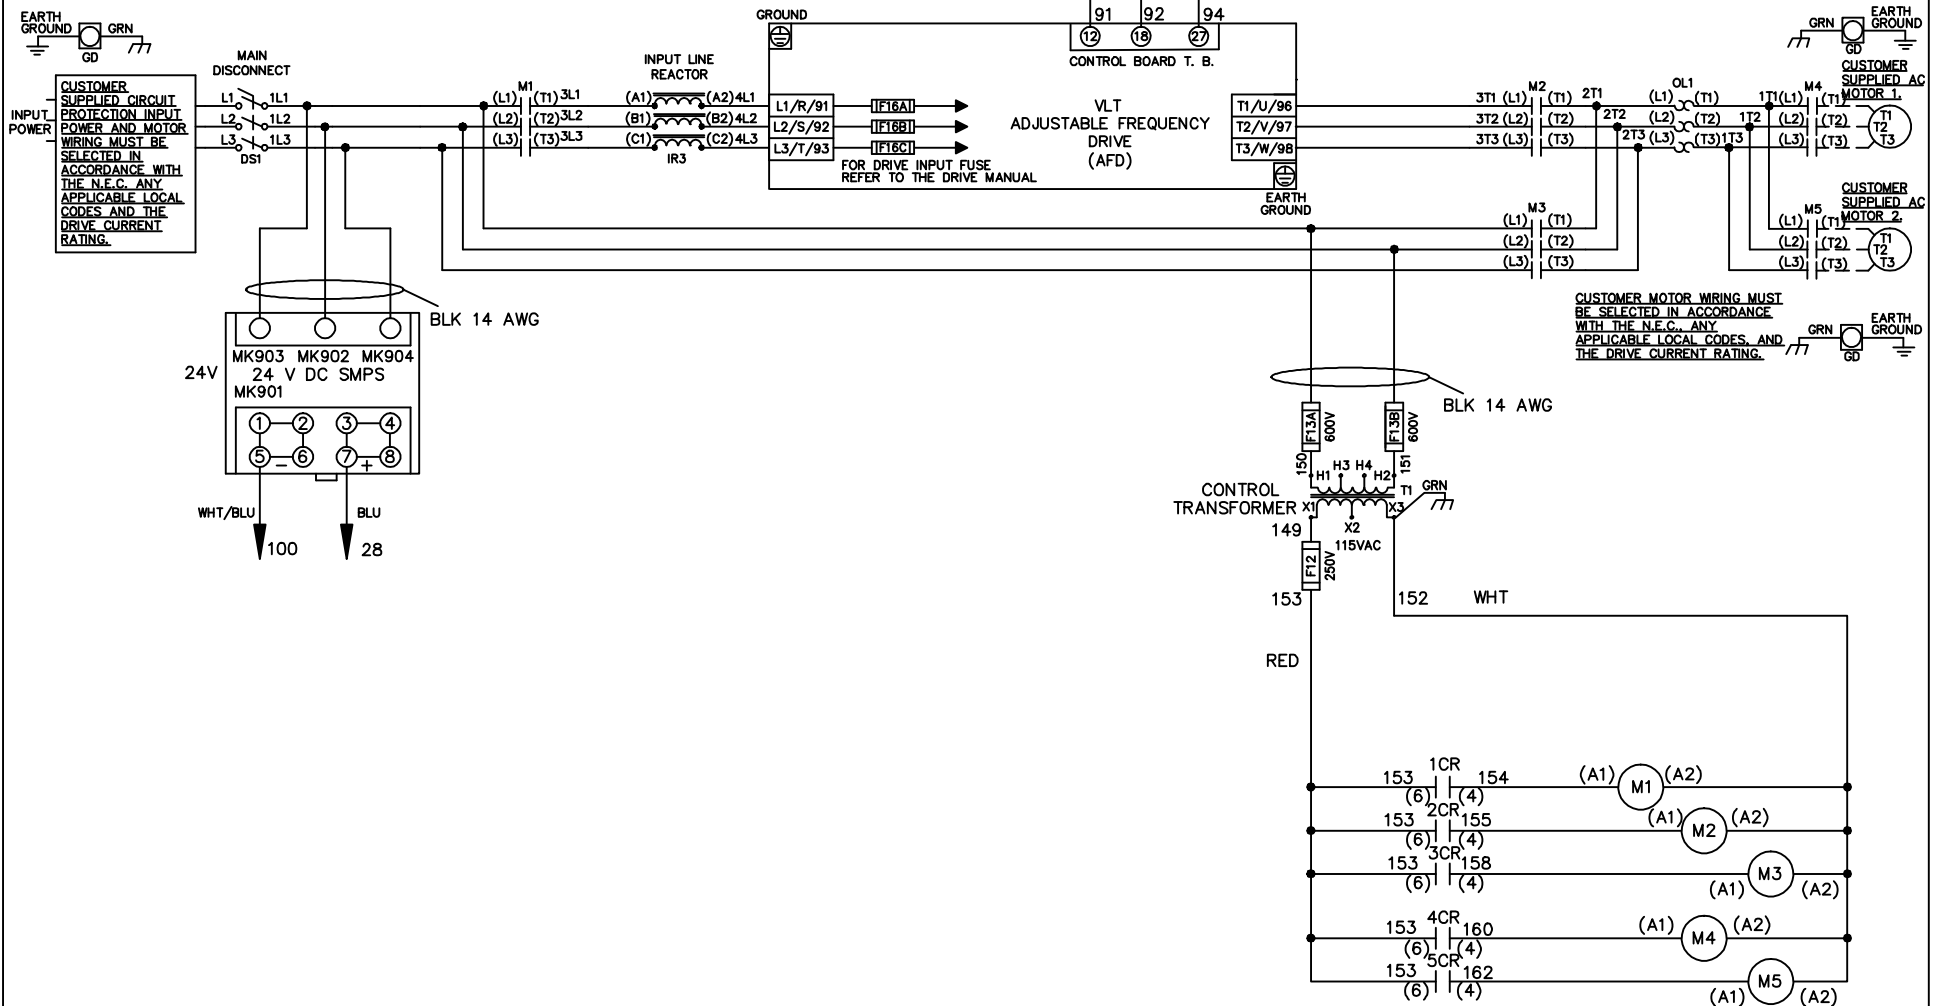 EARTH
GROUND
GRN
GD
MAIN
DISCONNECT
CUSTOMER
SUPPLIED CIRCUIT
PROTECTION INPUT
POWER AND MOTOR
WIRING MUST BE
SELECTED IN
ACCORDANCE WITH
THE N.E.C. ANY
APPLICABLE LOCAL
CODES AND THE
DRIVE CURRENT
RATING.
INPUT
POWER
L1 1L1
L2 1L2
L3 1L3
DS1
M1
(L1) (T1) 3L1
(L2) (T2) 3L2
(L3) (T3) 3L3
INPUT LINE
REACTOR
(A1) (A2) 4L1
(B1) (B2) 4L2
(C1) (C2) 4L3
IR3
GROUND
L1/R/91
L2/S/92
L3/T/93
F16A
F16B
F16C
FOR DRIVE INPUT FUSE
REFER TO THE DRIVE MANUAL
91 92 94
12 18 27
CONTROL BOARD T. B.
VLT
ADJUSTABLE FREQUENCY
DRIVE
(AFD)
T1/U/96
T2/V/97
T3/W/98
EARTH
GROUND
M2
3T1 (L1) (T1) 2T1
3T2 (L2) (T2) 2T2
3T3 (L3) (T3) 2T3
OL1
(L1) (T1) 1T1
(L2) (T2) 1T2
(L3) (T3) 1T3
M4
(L1) (T1)
(L2) (T2)
(L3) (T3)
GRN
EARTH
GROUND
GD
CUSTOMER
SUPPLIED AC
MOTOR 1.
T1
T2
T3
M3
(L1) (T1)
(L2) (T2)
(L3) (T3)
M5
(L1) (T1)
(L2) (T2)
(L3) (T3)
CUSTOMER
SUPPLIED AC
MOTOR 2.
T1
T2
T3
CUSTOMER MOTOR WIRING MUST
BE SELECTED IN ACCORDANCE
WITH THE N.E.C., ANY
APPLICABLE LOCAL CODES, AND
THE DRIVE CURRENT RATING.
GRN
EARTH
GROUND
GD
BLK 14 AWG
MK903 MK902 MK904
24V
24 V DC SMPS
MK901
1 2 3 4
5 – 6 7 + 8
WHT/BLU
BLU
100
28
BLK 14 AWG
F13A
600V
F13B
600V
150
151
H1 H3 H4 H2
T1
GRN
CONTROL
TRANSFORMER
X1 X2 X3
149
115VAC
F12
250V
153
152
WHT
RED
1CR
153 154
(6) (4)
(A1) M1 (A2)
2CR
153 155
(6) (4)
(A1) M2 (A2)
3CR
153 158
(6) (4)
(A1) M3 (A2)
4CR
153 160
(6) (4)
(A1) M4 (A2)
5CR
153 162
(6) (4)
(A1) M5 (A2)